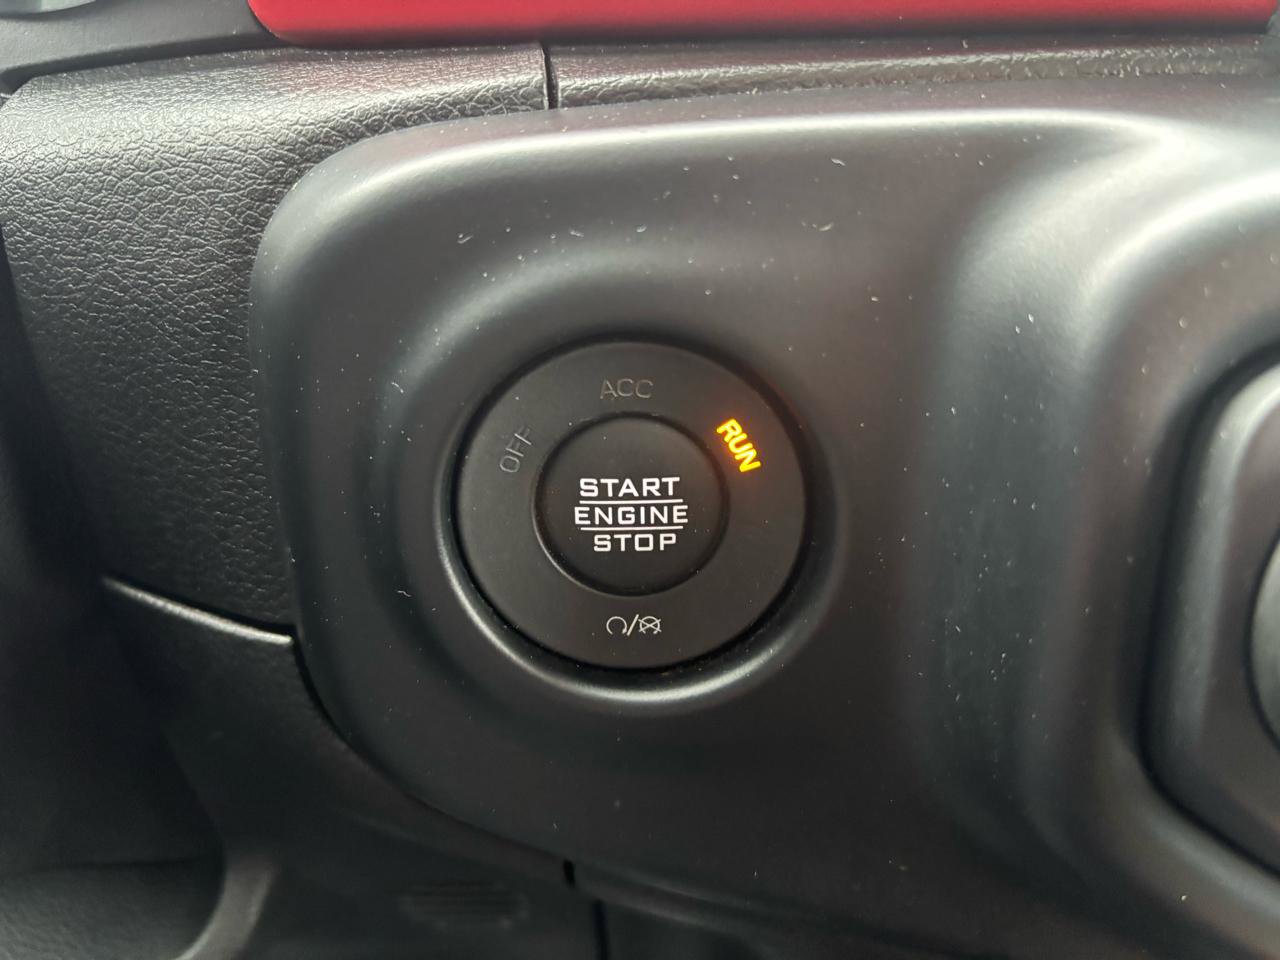 ACC
OFF
RUN
START
ENGINE
STOP